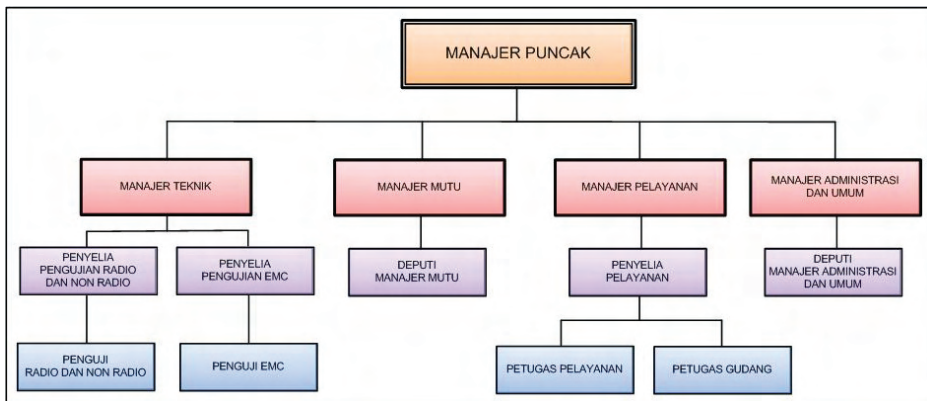 MANAJER PUNCAK
MANAJER TEKNIK
MANAJER MUTU
MANAJER PELAYANAN
MANAJER ADMINISTRASI
DAN UMUM
PENYELIA
PENGUJIAN RADIO
DAN NON RADIO
PENYELIA
PENGUJIAN EMC
DEPUTI
MANAJER MUTU
PENYELIA
PELAYANAN
DEPUTI
MANAJER ADMINISTRASI
DAN UMUM
PENGUJI
RADIO DAN NON RADIO
PENGUJI EMC
PETUGAS PELAYANAN
PETUGAS GUDANG